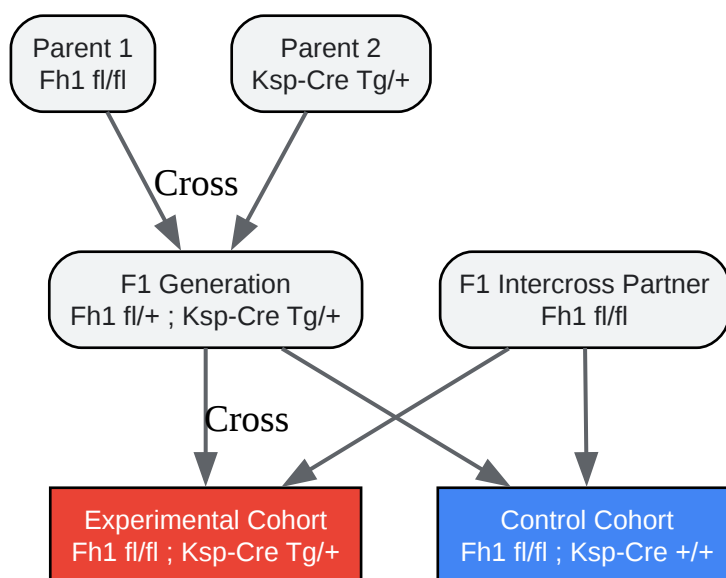 Parent 1
Fh1 fl/fl
Parent 2
Ksp-Cre Tg/+
Cross
F1 Generation
Fh1 fl/+ ; Ksp-Cre Tg/+
F1 Intercross Partner
Fh1 fl/fl
Cross
Experimental Cohort
Fh1 fl/fl ; Ksp-Cre Tg/+
Control Cohort
Fh1 fl/fl ; Ksp-Cre +/+